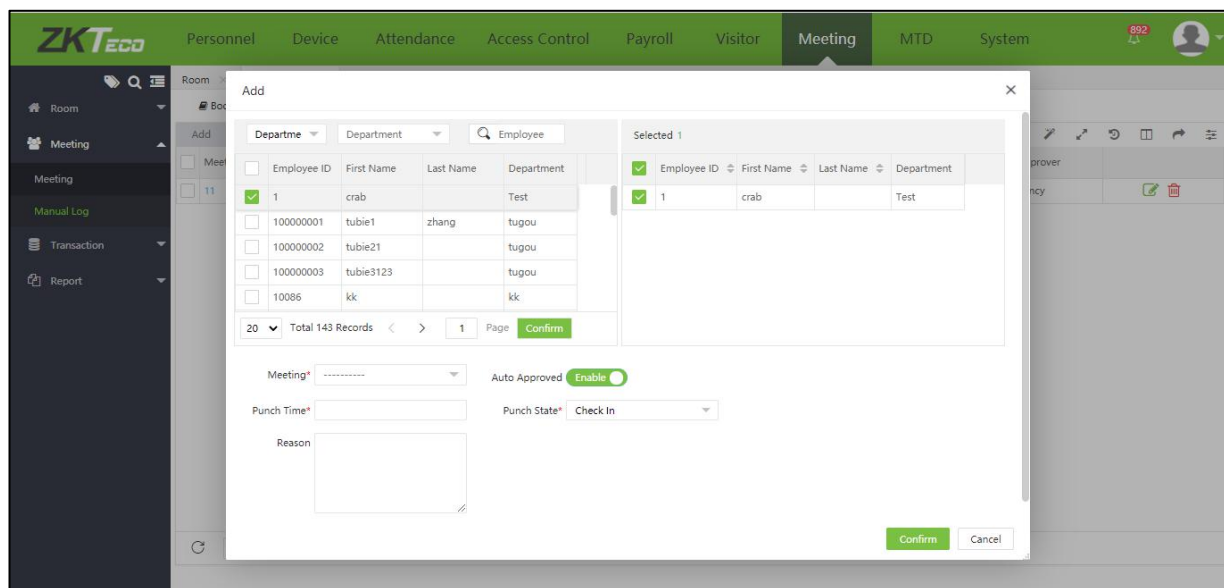 ZKTeco Personnel Device Attendance Access Control Payroll Visitor Meeting MTD System 892
Room
Room
Meeting
Meeting
Manual Log
Transaction
Report
Add
Add
11
Departme Department Employee
Employee ID First Name Last Name Department
1 crab Test
100000001 tubie1 zhang tugou
100000002 tubie21 tugou
100000003 tubie3123 tugou
10086 kk kk
20 Total 143 Records < > 1 Page Confirm
Selected 1
Employee ID First Name Last Name Department
1 crab Test
Meeting* ---------- Auto Approved Enable
Punch Time* Punch State* Check In
Reason
Confirm Cancel